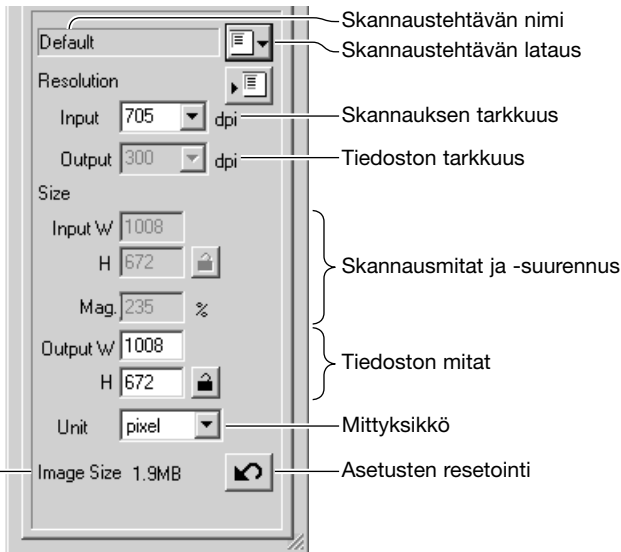 Skannaustehtävän nimi
Default
Skannaustehtävän lataus
Resolution
Input 705 dpi Skannauksen tarkkuus
Output 300 dpi Tiedoston tarkkuus
Size
Input W 1008
H 672 Skannausmitat ja -suurennus
Mag. 235 %
Output W 1008
Tiedoston mitat
H 672
Unit pixel Mittyksikkö
Image Size 1.9MB Asetusten resetointi